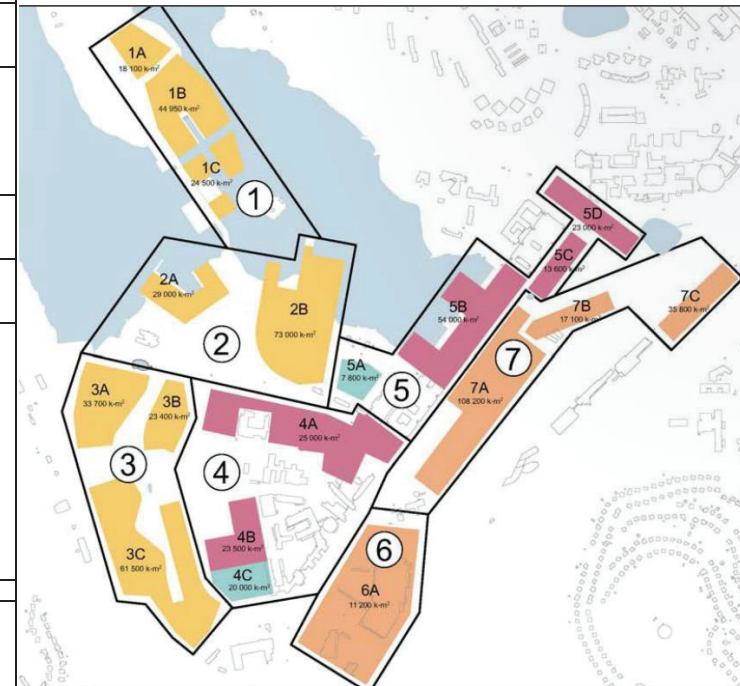 1A
18 100 k-m²
1B
44 950 k-m²
1C
24 500 k-m²
1
2A
29 000 k-m²
2B
73 000 k-m²
2
3A
33 700 k-m²
3B
23 400 k-m²
3
3C
61 500 k-m²
4A
25 000 k-m²
4
4B
23 500 k-m²
4C
20 000 k-m²
5A
7 800 k-m²
5
5B
54 000 k-m²
5C
13 600 k-m²
5D
23 000 k-m²
6
6A
11 200 k-m²
7
7A
108 200 k-m²
7B
17 100 k-m²
7C
35 800 k-m²